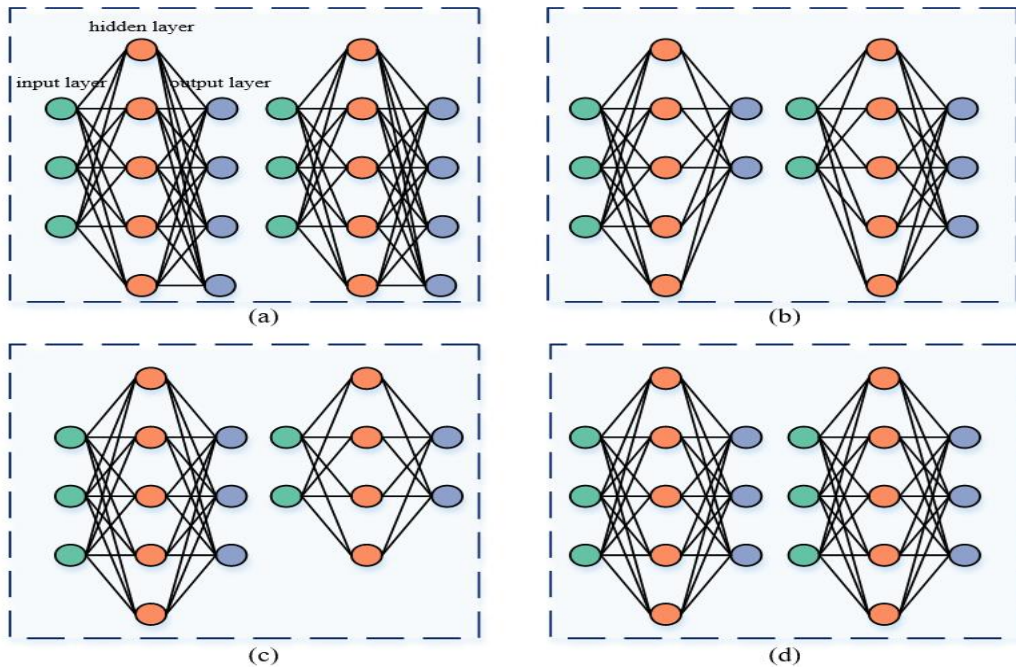 hidden layer
input layer
output layer
(a)
(b)
(c)
(d)